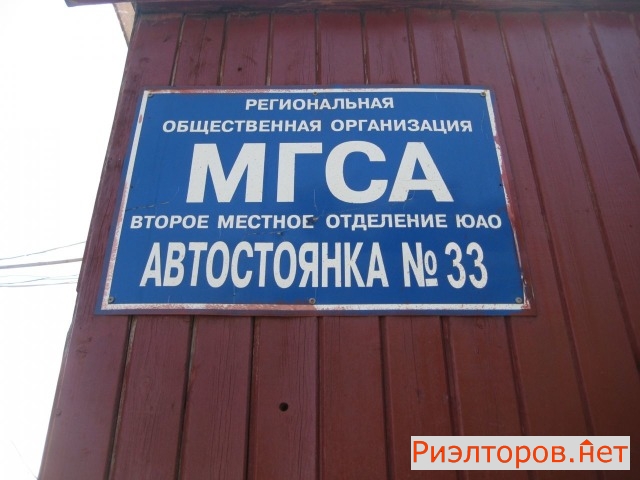 РЕГИОНАЛЬНАЯ
ОБЩЕСТВЕННАЯ ОРГАНИЗАЦИЯ
МГСА
ВТОРОЕ МЕСТНОЕ ОТДЕЛЕНИЕ ЮАО
АВТОСТОЯНКА № 33
Риэлторов.нет